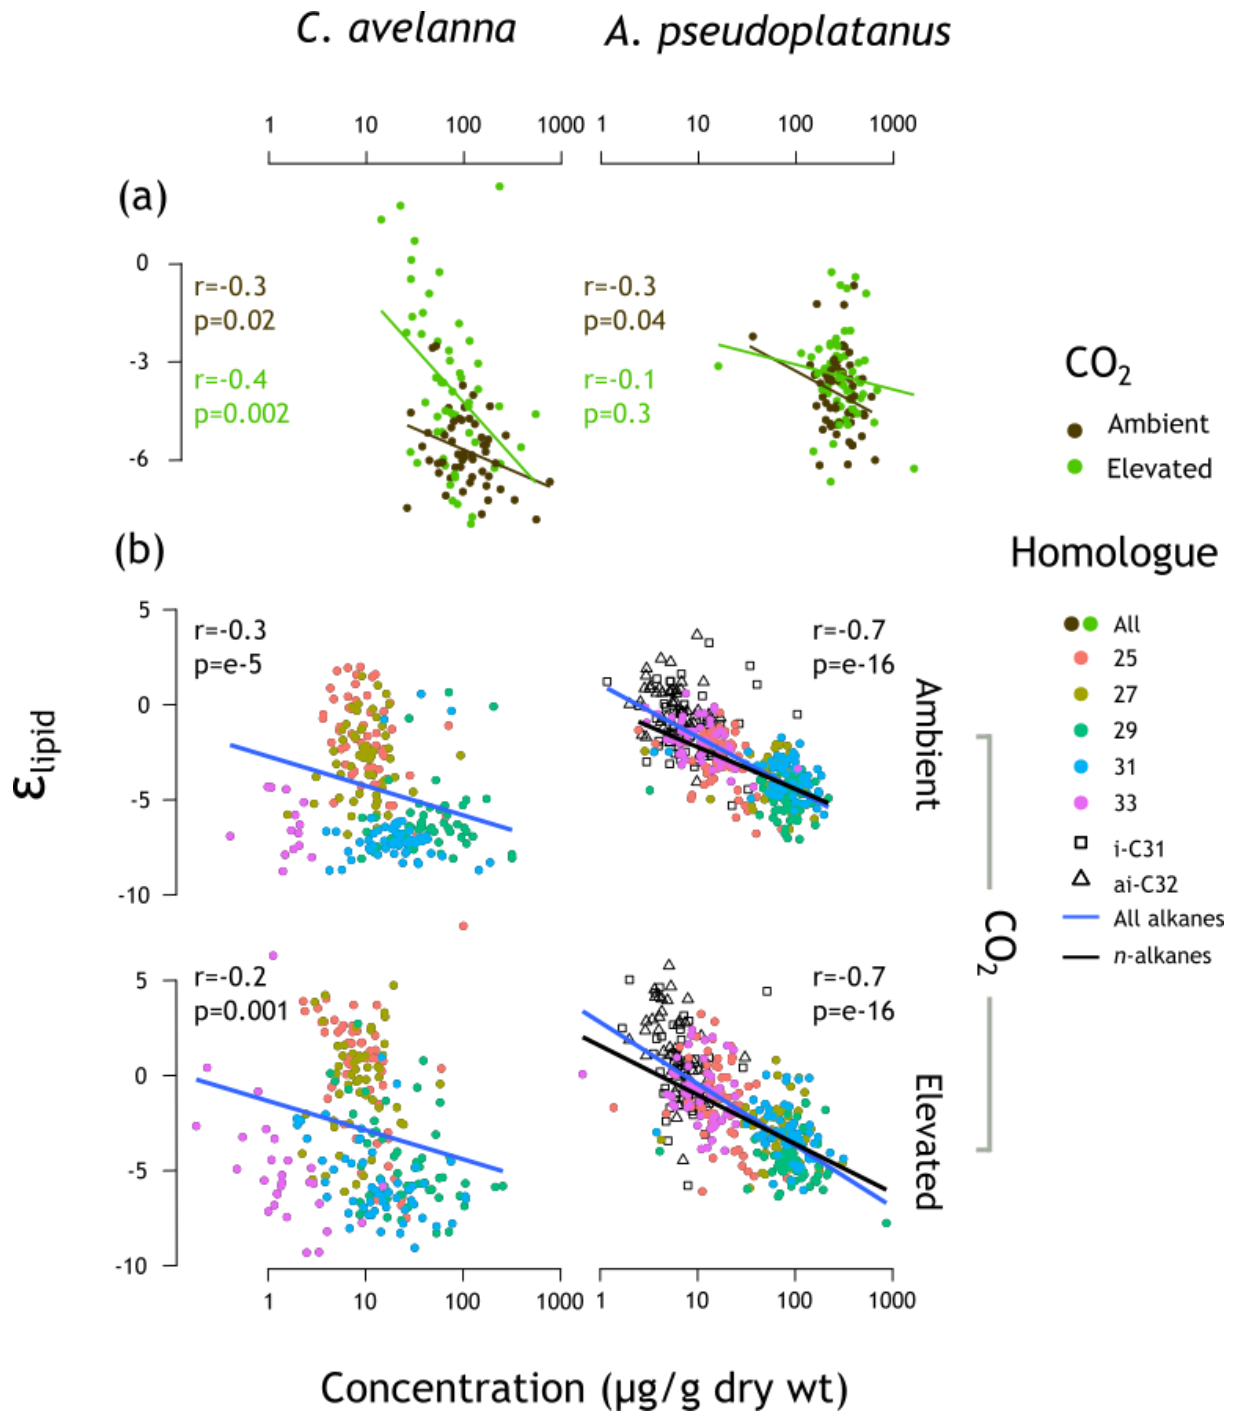 C. avelanna A. pseudoplatanus
1 10 100 1000 1 10 100 1000
(a)
0
-3
-6
r=-0.3
p=0.02
r=-0.4
p=0.002
r=-0.3
p=0.04
r=-0.1
p=0.3
CO2
Ambient
Elevated
(b)
Homologue
All
25
27
29
31
33
i-C31
ai-C32
All alkanes
n-alkanes
5
0
-5
-10
r=-0.3
p=e-5
r=-0.7
p=e-16
Ambient
εlipid
CO2
5
0
-5
-10
r=-0.2
p=0.001
r=-0.7
p=e-16
Elevated
1 10 100 1000 1 10 100 1000
Concentration (µg/g dry wt)